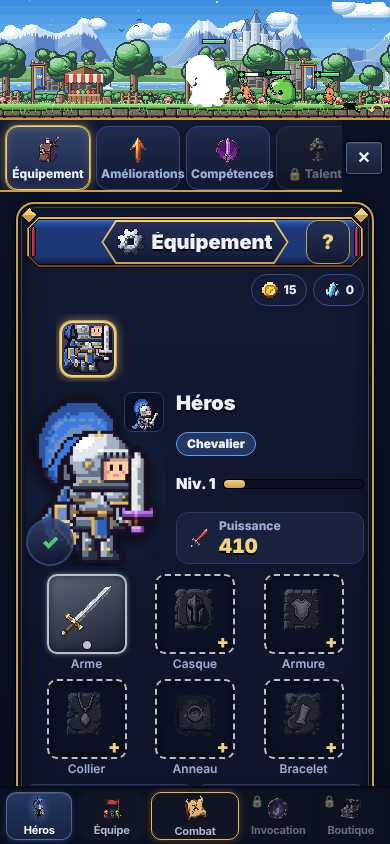 Équipement
Améliorations
Compétences
Talent
×
Équipement
?
15
0
Héros
Chevalier
Niv. 1
Puissance
410
Arme
Casque
Armure
Collier
Anneau
Bracelet
Héros
Équipe
Combat
Invocation
Boutique